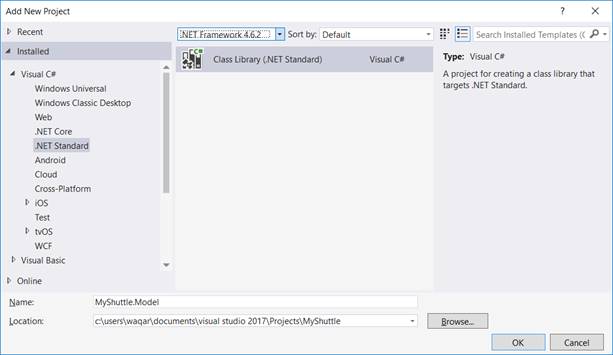 Add New Project ? ×
Recent
Installed
Visual C#
Windows Universal
Windows Classic Desktop
Web
.NET Core
.NET Standard
Android
Cloud
Cross-Platform
iOS
Test
tvOS
WCF
Visual Basic
Online
.NET Framework 4.6.2 Sort by: Default
Class Library (.NET Standard) Visual C#
Search Installed Templates (C
Type: Visual C#
A project for creating a class library that
targets .NET Standard.
Name: MyShuttle.Model
Location: c:\users\waqar\documents\visual studio 2017\Projects\MyShuttle Browse...
OK Cancel